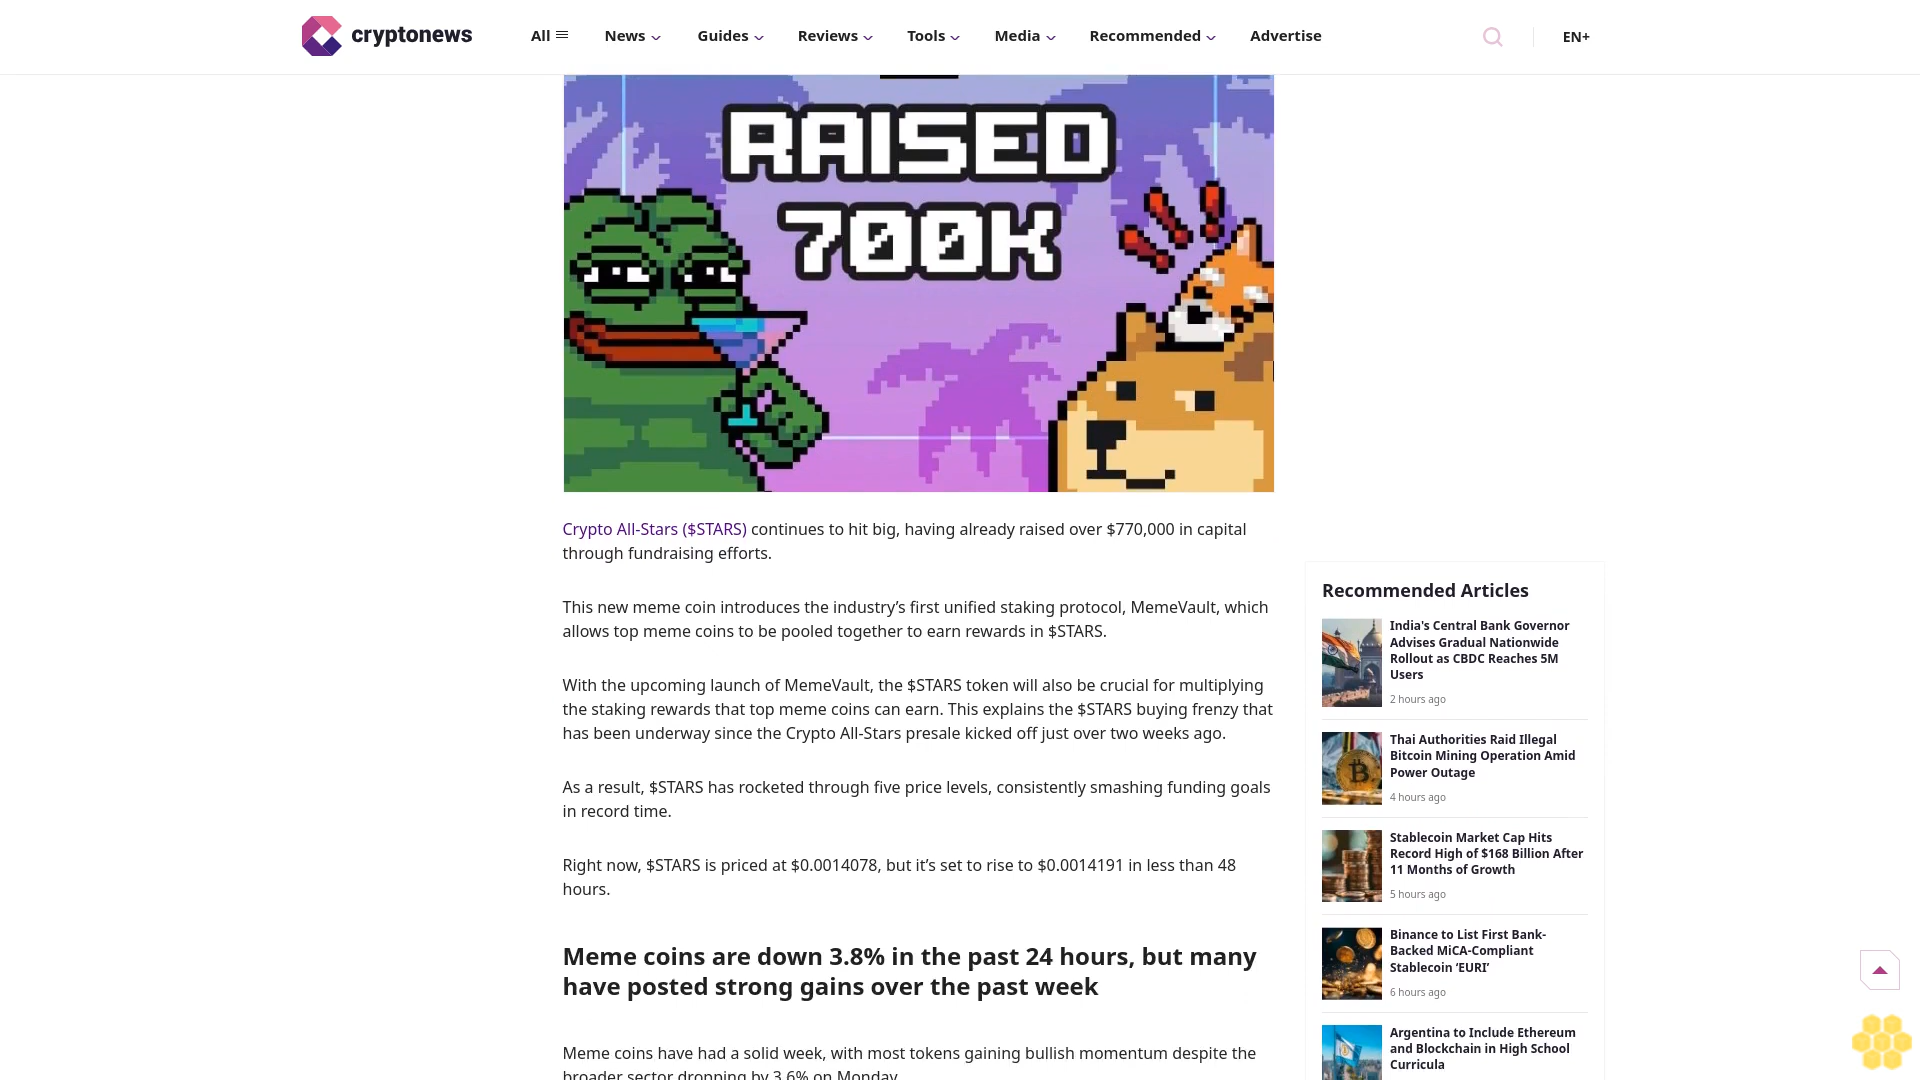 cryptonews
All
News
Guides
Reviews
Tools
Media
Recommended
Advertise
EN+
RAISED
700K
Crypto All-Stars ($STARS) continues to hit big, having already raised over $770,000 in capital
through fundraising efforts.
This new meme coin introduces the industry’s first unified staking protocol, MemeVault, which
allows top meme coins to be pooled together to earn rewards in $STARS.
With the upcoming launch of MemeVault, the $STARS token will also be crucial for multiplying
the staking rewards that top meme coins can earn. This explains the $STARS buying frenzy that
has been underway since the Crypto All-Stars presale kicked off just over two weeks ago.
As a result, $STARS has rocketed through five price levels, consistently smashing funding goals
in record time.
Right now, $STARS is priced at $0.0014078, but it’s set to rise to $0.0014191 in less than 48
hours.
Meme coins are down 3.8% in the past 24 hours, but many
have posted strong gains over the past week
Meme coins have had a solid week, with most tokens gaining bullish momentum despite the
broader sector dropping by 3.6% on Monday.
Recommended Articles
India's Central Bank Governor
Advises Gradual Nationwide
Rollout as CBDC Reaches 5M
Users
2 hours ago
Thai Authorities Raid Illegal
Bitcoin Mining Operation Amid
Power Outage
4 hours ago
Stablecoin Market Cap Hits
Record High of $168 Billion After
11 Months of Growth
5 hours ago
Binance to List First Bank-
Backed MiCA-Compliant
Stablecoin ‘EURI’
6 hours ago
Argentina to Include Ethereum
and Blockchain in High School
Curricula